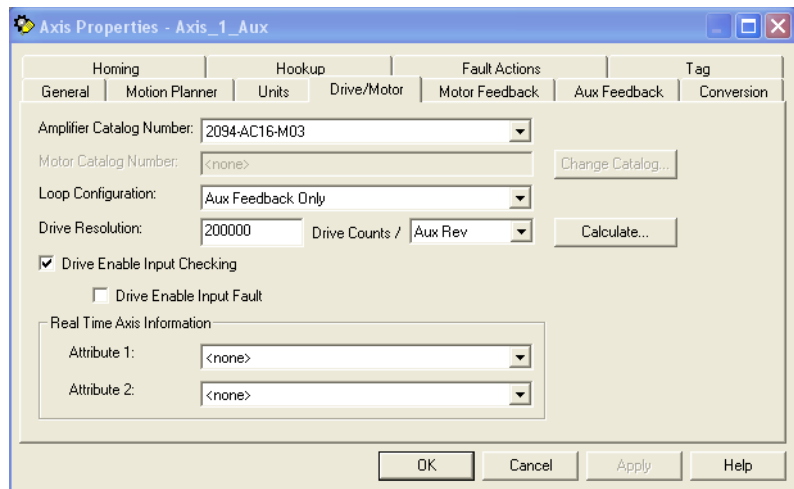 Axis Properties - Axis_1_Aux
Homing Hookup Fault Actions Tag
General Motion Planner Units Drive/Motor Motor Feedback Aux Feedback Conversion
Amplifier Catalog Number: 2094-AC16-M03
Motor Catalog Number: <none> Change Catalog...
Loop Configuration: Aux Feedback Only
Drive Resolution: 200000 Drive Counts / Aux Rev Calculate...
Drive Enable Input Checking
Drive Enable Input Fault
Real Time Axis Information
Attribute 1: <none>
Attribute 2: <none>
OK Cancel Apply Help